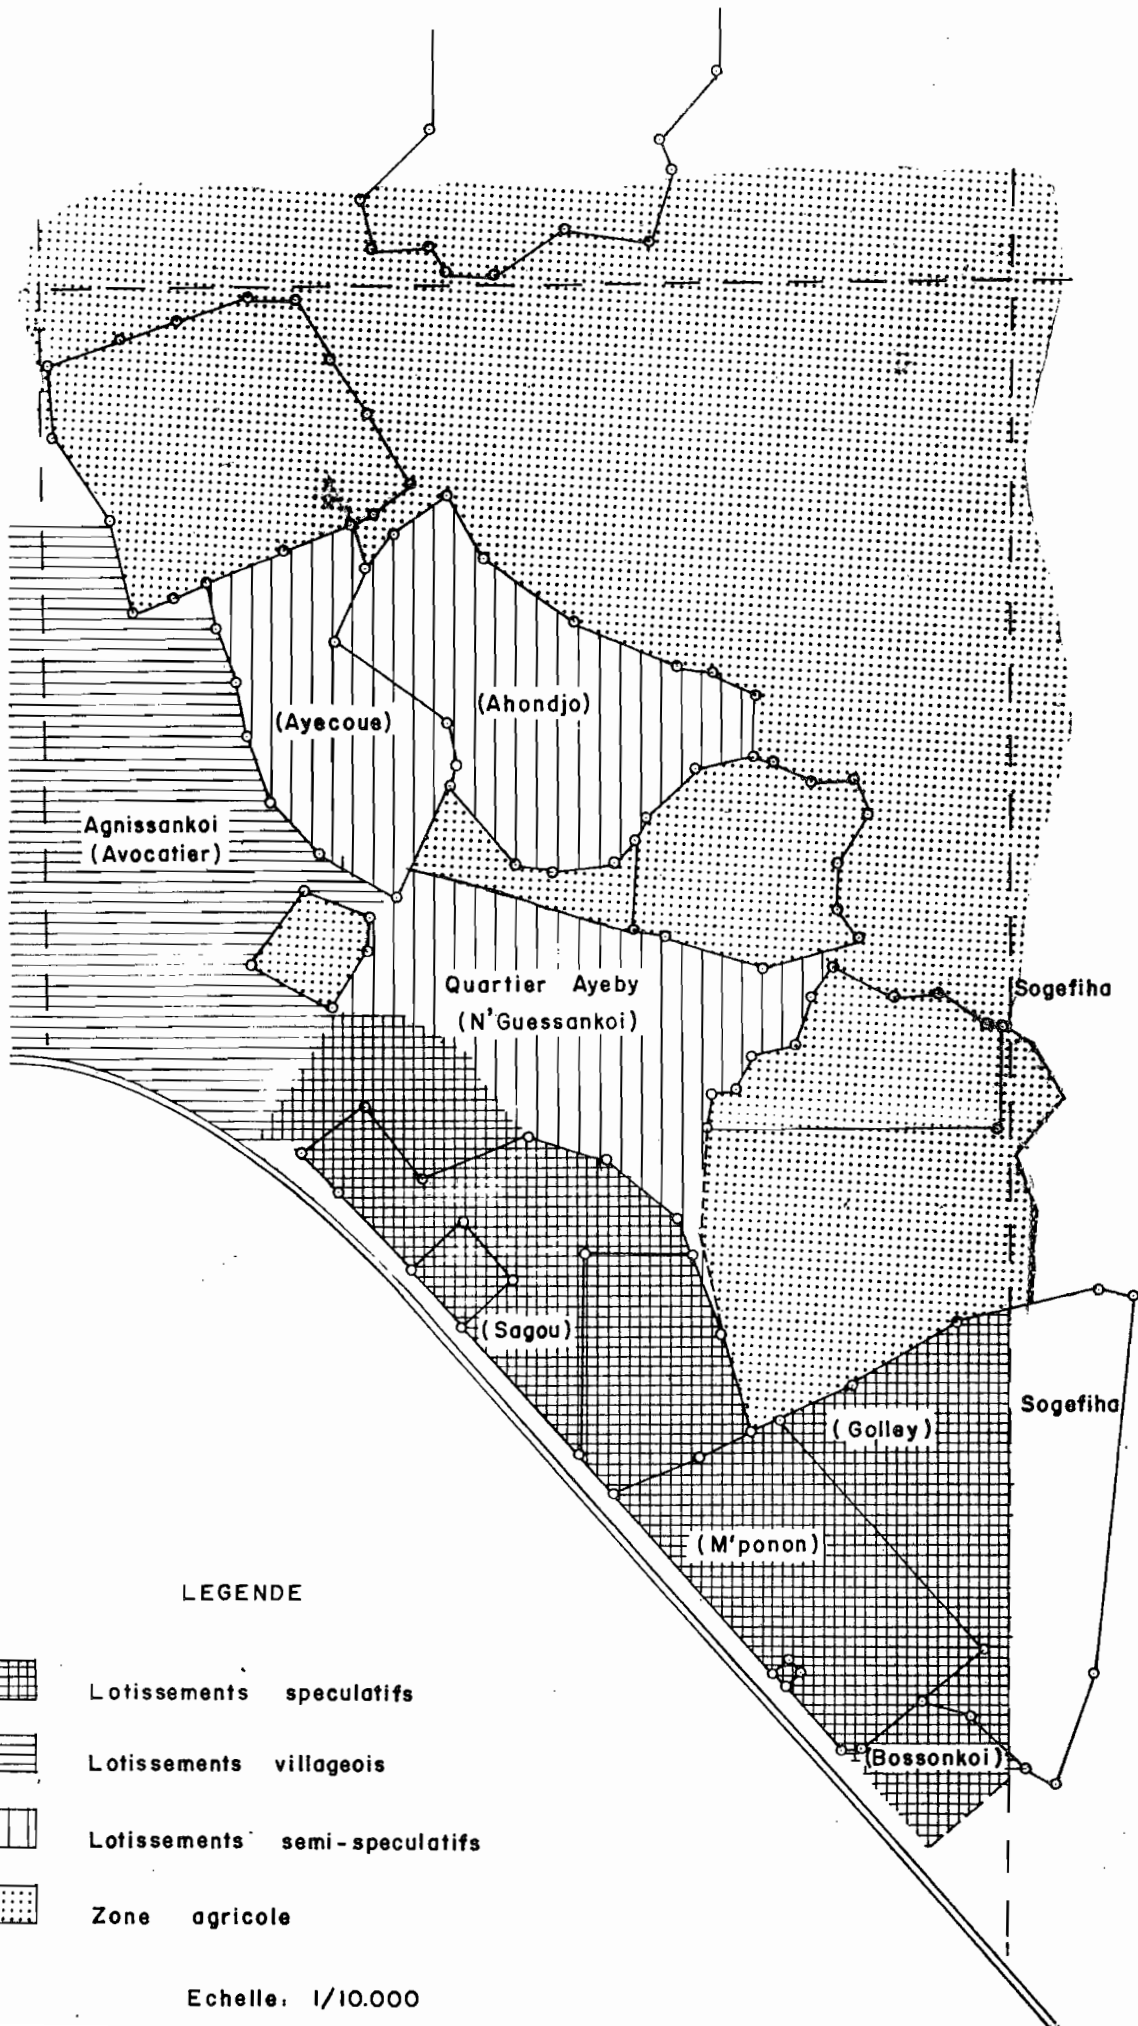 (Ahondjo)
(Ayecoue)
Agnissankoi
(Avocatier)
Quartier Ayeby
(N'Guessankoi)
Sogefiha
(Sagou)
Sogefiha
(Golley)
(M'ponon)
(Bossonkoi)
LEGENDE
Lotissements speculatifs
Lotissements villageois
Lotissements semi-speculatifs
Zone agricole
Echelle: 1/10.000